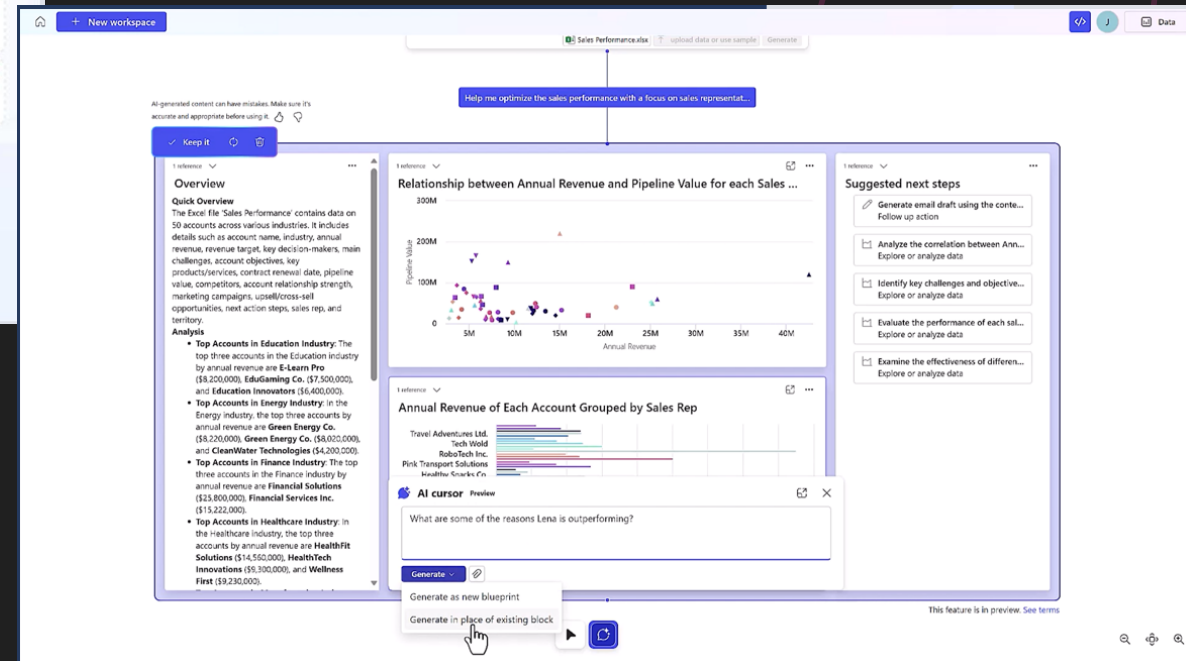 New workspace
J
Data
Sales Performance.xlsx
upload data or use sample
Generate
Help me optimize the sales performance with a focus on sales representat...
AI-generated content can have mistakes. Make sure it's
accurate and appropriate before using it.
Keep it
1 reference
Overview
Quick Overview
The Excel file 'Sales Performance' contains data on
50 accounts across various industries. It includes
details such as account name, industry, annual
revenue, revenue target, key decision-makers, main
challenges, account objectives, key
products/services, contract renewal date, pipeline
value, competitors, account relationship strength,
marketing campaigns, upsell/cross-sell
opportunities, next action steps, sales rep, and
territory.
Analysis
• Top Accounts in Education Industry: The
top three accounts in the Education industry
by annual revenue are E-Learn Pro
($8,200,000), EduGaming Co. ($7,500,000),
and Education Innovators ($6,400,000).
• Top Accounts in Energy Industry: In the
Energy industry, the top three accounts by
annual revenue are Green Energy Co.
($8,220,000), Green Energy Co. ($8,020,000),
and CleanWater Technologies ($4,200,000).
• Top Accounts in Finance Industry: The top
three accounts in the Finance industry by
annual revenue are Financial Solutions
($25,800,000), Financial Services Inc.
($15,222,000).
• Top Accounts in Healthcare Industry: In
the Healthcare industry, the top three
accounts by annual revenue are HealthFit
Solutions ($14,560,000), HealthTech
Innovations ($9,300,000), and Wellness
First ($9,230,000).
1 reference
Relationship between Annual Revenue and Pipeline Value for each Sales ...
Pipeline Value
300M
200M
100M
0
5M
10M
15M
20M
25M
30M
35M
40M
Annual Revenue
1 reference
Annual Revenue of Each Account Grouped by Sales Rep
Travel Adventures Ltd.
Tech Wold
RoboTech Inc.
Pink Transport Solutions
Healthy Snacks Co.
1 reference
Suggested next steps
Generate email draft using the conte...
Follow up action
Analyze the correlation between Ann...
Explore or analyze data
Identify key challenges and objective...
Explore or analyze data
Evaluate the performance of each sal...
Explore or analyze data
Examine the effectiveness of differen...
Explore or analyze data
AI cursor Preview
What are some of the reasons Lena is outperforming?
Generate
Generate as new blueprint
Generate in place of existing block
This feature is in preview. See terms